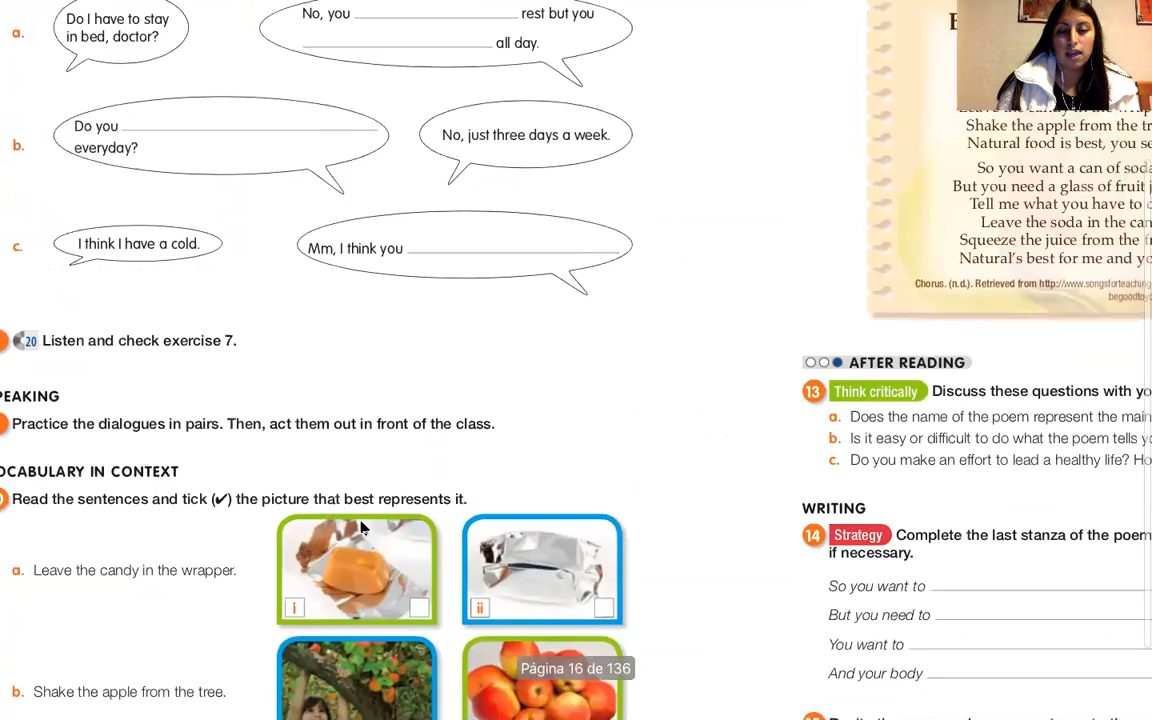 a.
Do I have to stay
in bed, doctor?
No, you ____________ rest but you
____________ all day.
b.
Do you ____________
everyday?
No, just three days a week.
c.
I think I have a cold.
Mm, I think you ____________
20 Listen and check exercise 7.
PEAKING
Practice the dialogues in pairs. Then, act them out in front of the class.
OCABULARY IN CONTEXT
Read the sentences and tick (✔) the picture that best represents it.
a. Leave the candy in the wrapper.
i
ii
b. Shake the apple from the tree.
Página 16 de 136
Shake the apple from the
Natural food is best, you
So you want a can of soda
But you need a glass of fruit
Tell me what you have to
Leave the soda in the can
Squeeze the juice from the
Natural's best for me and
Chorus. (n.d.). Retrieved from http://www.songsforteaching
AFTER READING
13 Think critically Discuss these questions with
a. Does the name of the poem represent the
b. Is it easy or difficult to do what the poem tells
c. Do you make an effort to lead a healthy life?
WRITING
14 Strategy Complete the last stanza of the
if necessary.
So you want to ____________
But you need to ____________
You want to ____________
And your body ____________